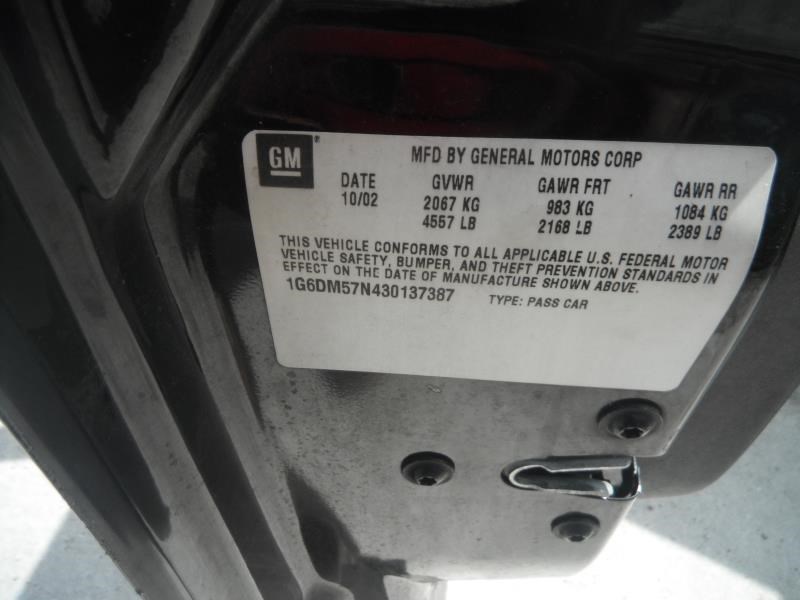 GM ® MFD BY GENERAL MOTORS CORP
DATE GVWR GAWR FRT GAWR RR
10/02 2067 KG 983 KG 1084 KG
4557 LB 2168 LB 2389 LB
THIS VEHICLE CONFORMS TO ALL APPLICABLE U.S. FEDERAL MOTOR
VEHICLE SAFETY, BUMPER, AND THEFT PREVENTION STANDARDS IN
EFFECT ON THE DATE OF MANUFACTURE SHOWN ABOVE.
1G6DM57N430137387 TYPE: PASS CAR